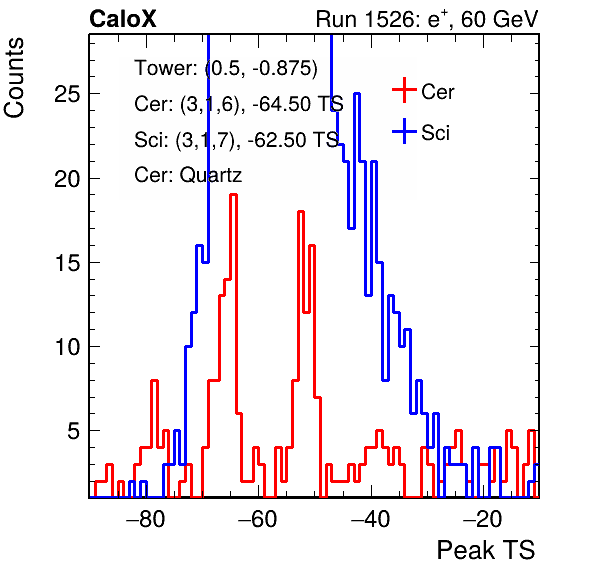 CaloX
Run 1526: e+, 60 GeV
Counts
Tower: (0.5, -0.875)
Cer: (3,1,6), -64.50 TS
Sci: (3,1,7), -62.50 TS
Cer: Quartz
Cer
Sci
25
20
15
10
5
−80
−60
−40
−20
Peak TS